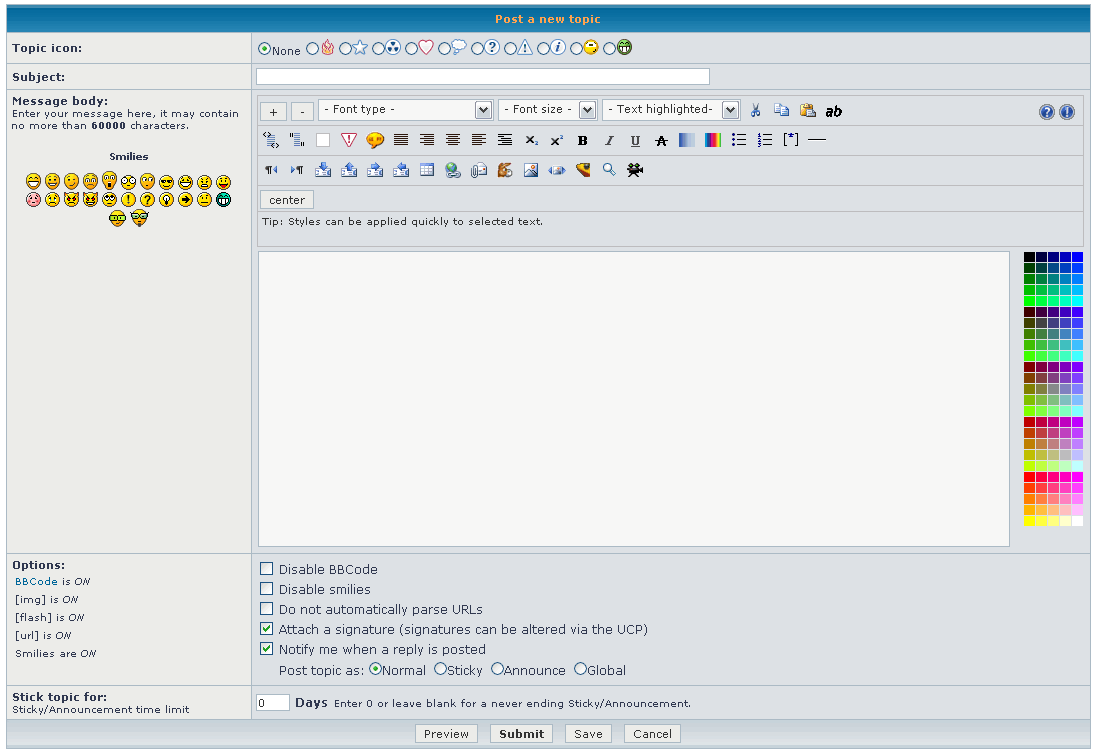 Post a new topic
Topic icon:
None
Subject:
Message body:
Enter your message here, it may contain
no more than 60000 characters.
Smilies
+ - - Font type - - Font size - - Text highlighted- ab
center
Tip: Styles can be applied quickly to selected text.
Options:
BBCode is ON
[img] is ON
[flash] is ON
[url] is ON
Smilies are ON
Disable BBCode
Disable smilies
Do not automatically parse URLs
Attach a signature (signatures can be altered via the UCP)
Notify me when a reply is posted
Post topic as: Normal Sticky Announce Global
Stick topic for:
Sticky/Announcement time limit
0 Days Enter 0 or leave blank for a never ending Sticky/Announcement.
Preview Submit Save Cancel